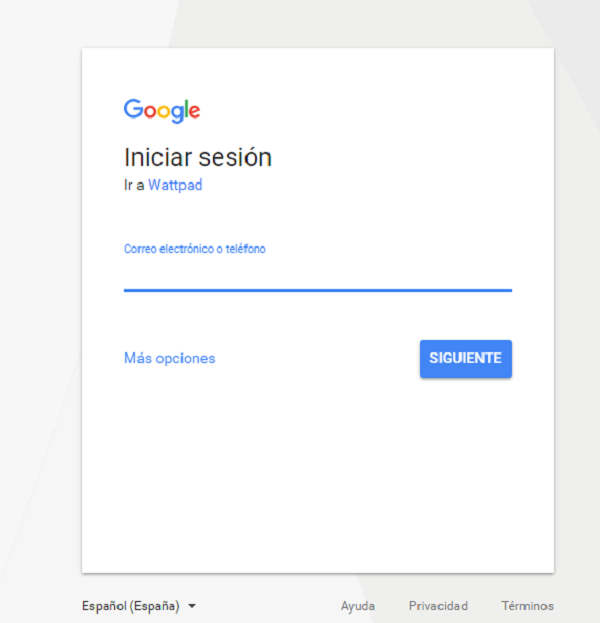 Google
Iniciar sesión
Ir a Wattpad
Correo electrónico o teléfono
Más opciones
SIGUIENTE
Español (España)
Ayuda
Privacidad
Términos